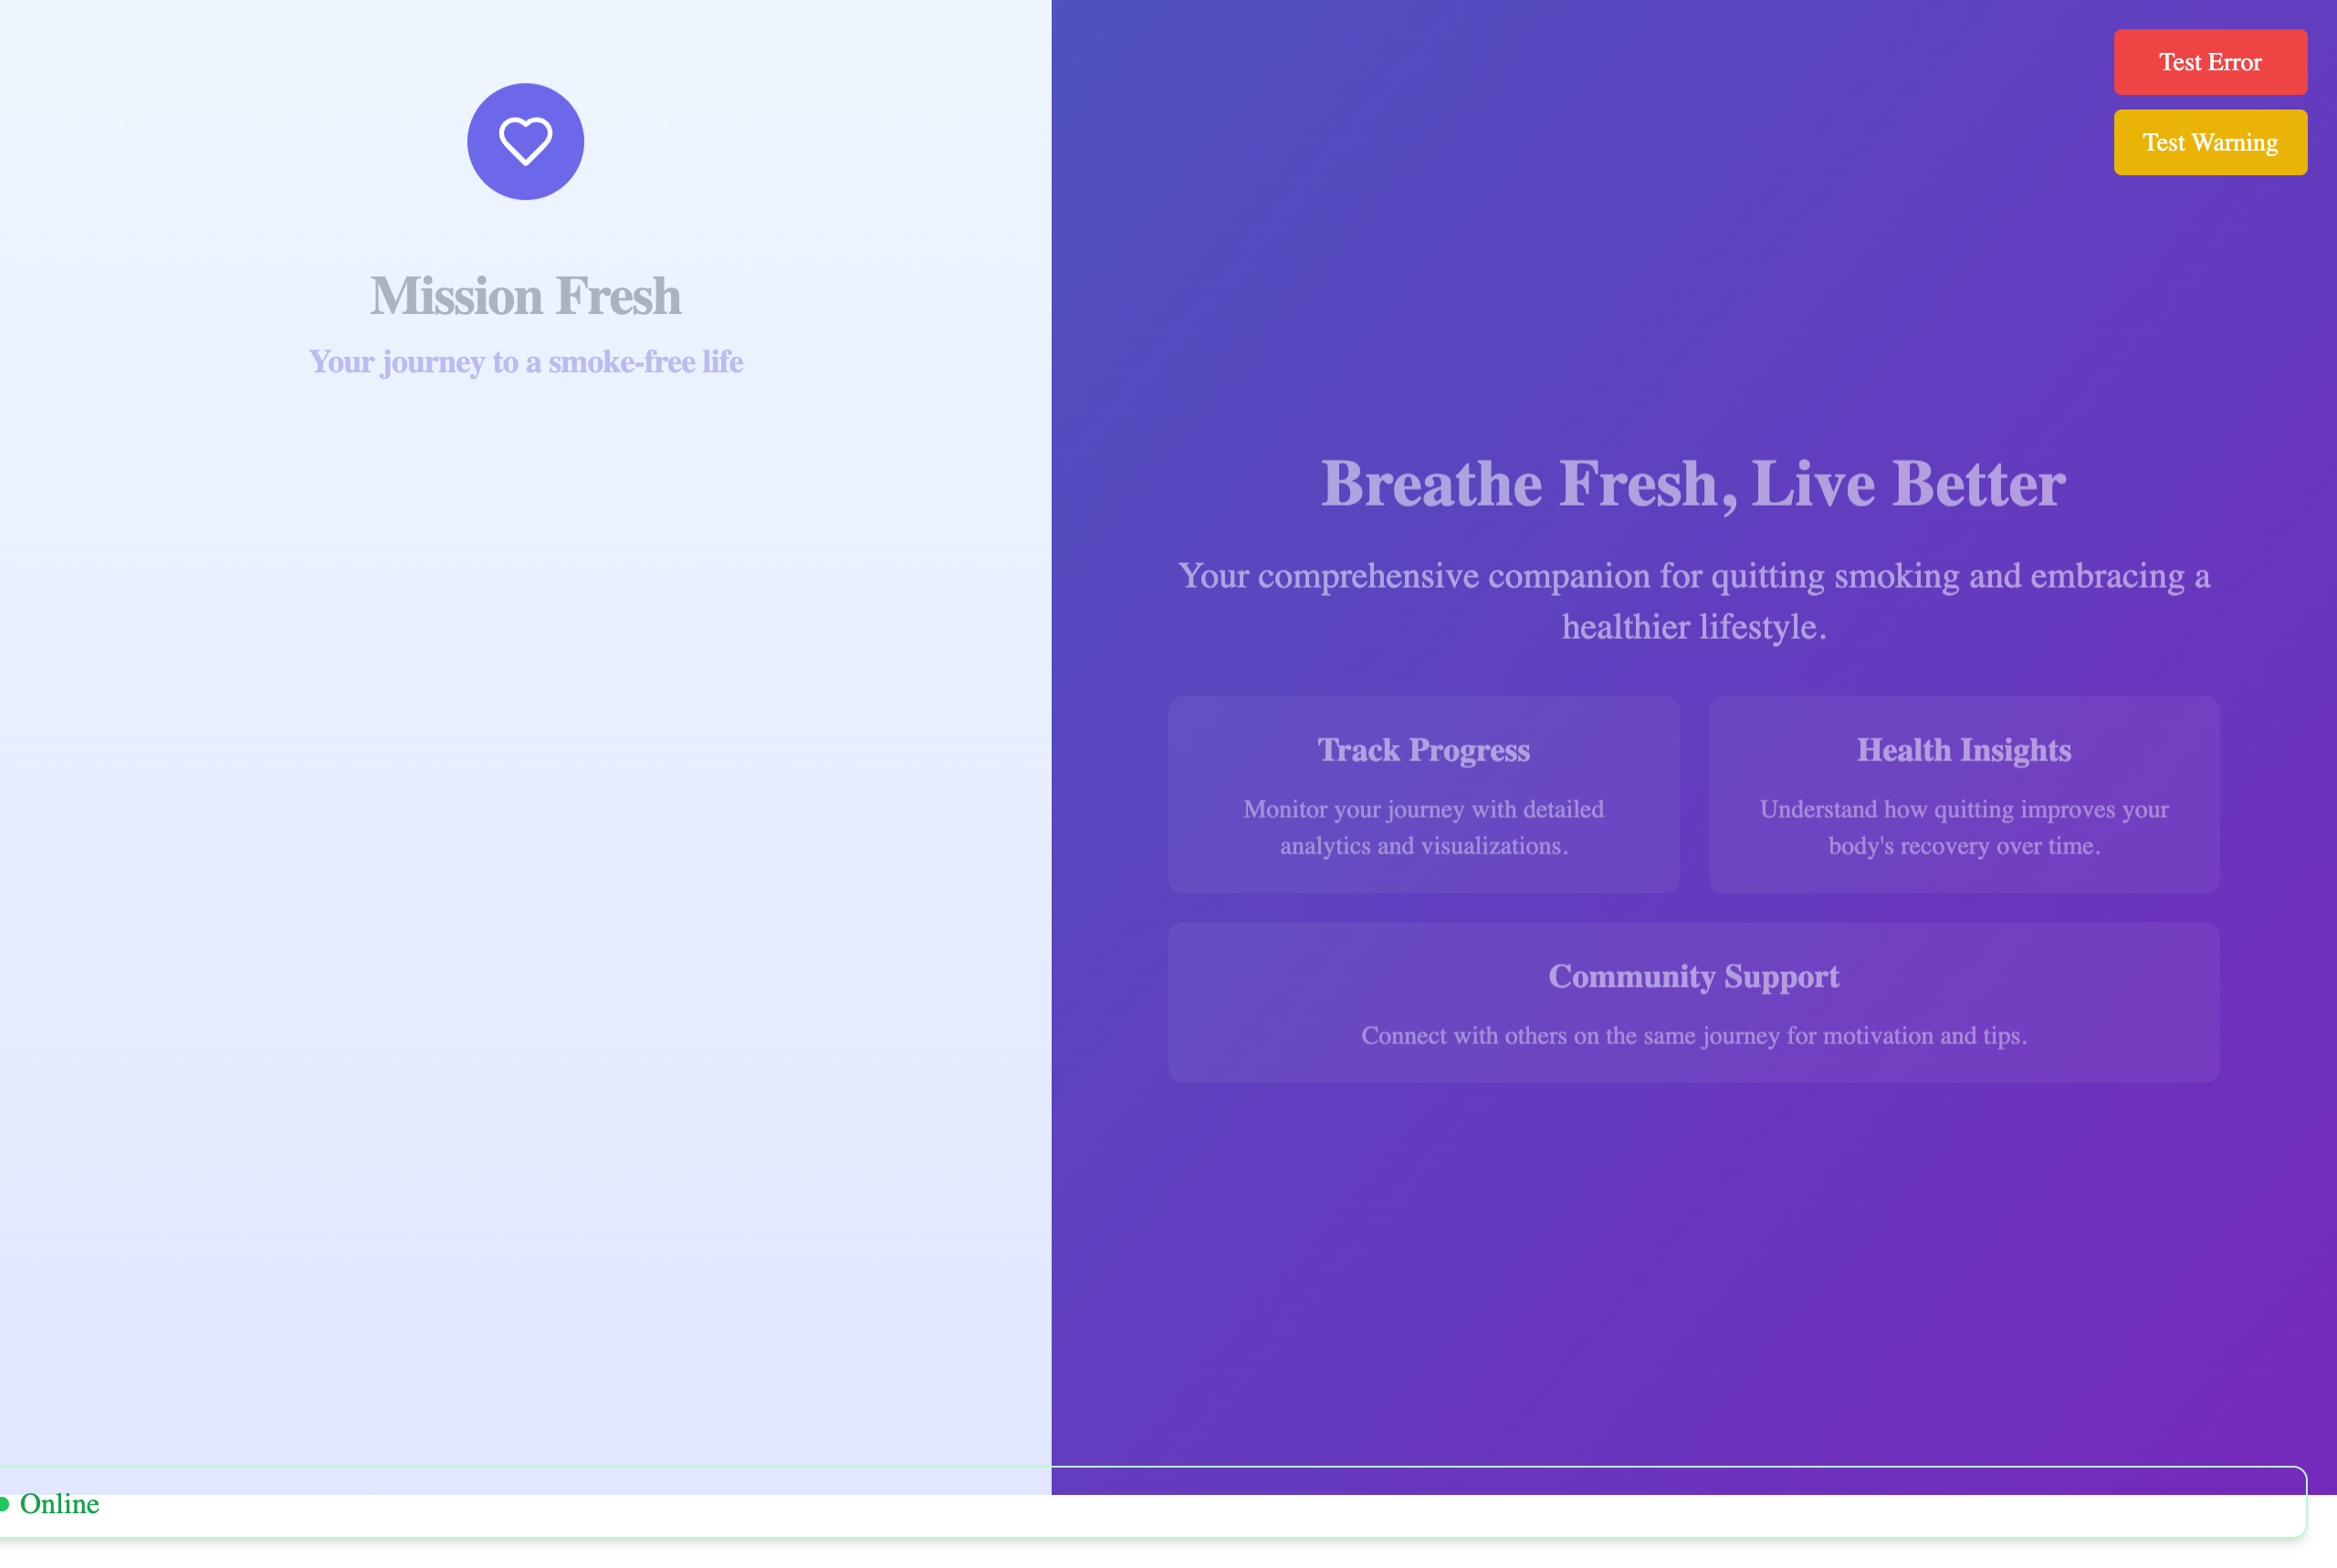 Mission Fresh
Your journey to a smoke-free life
Test Error
Test Warning
Breathe Fresh, Live Better
Your comprehensive companion for quitting smoking and embracing a
healthier lifestyle.
Track Progress
Monitor your journey with detailed
analytics and visualizations.
Health Insights
Understand how quitting improves your
body's recovery over time.
Community Support
Connect with others on the same journey for motivation and tips.
Online